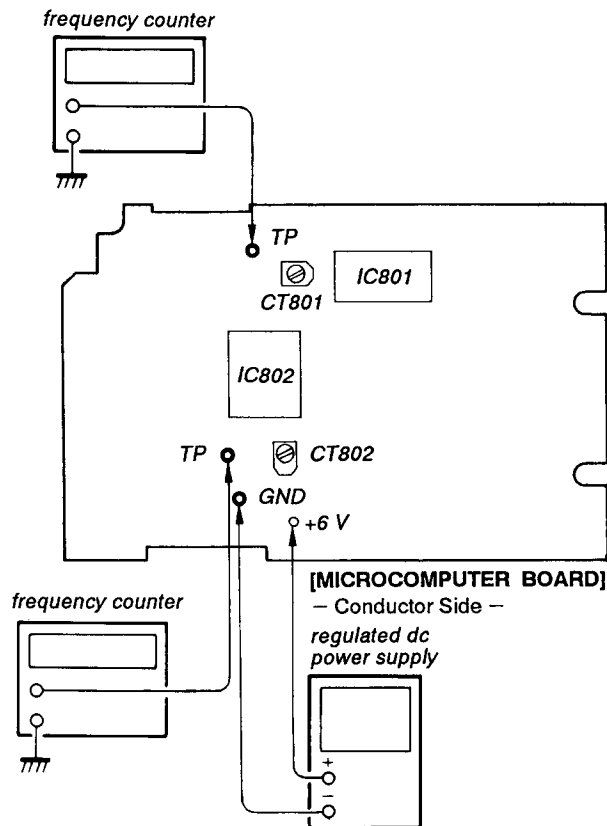 frequency counter
TP
IC801
CT801
IC802
TP
CT802
GND
+6 V
[MICROCOMPUTER BOARD]
– Conductor Side –
frequency counter
regulated dc
power supply
+
–